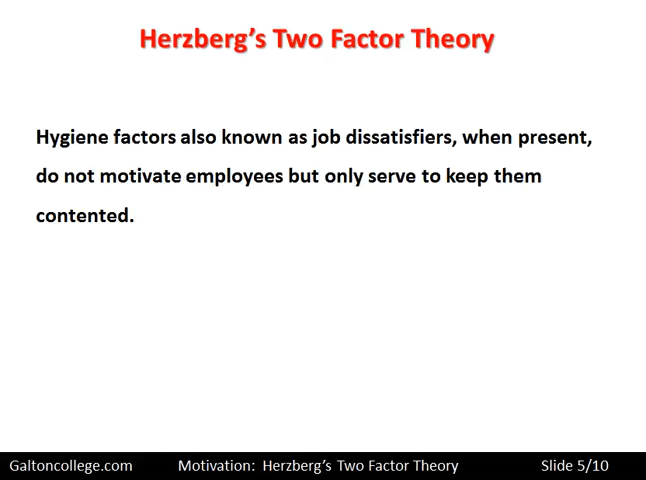 Herzberg's Two Factor Theory
Hygiene factors also known as job dissatisfiers, when present,
do not motivate employees but only serve to keep them
contented.
Galtoncollege.com Motivation: Herzberg's Two Factor Theory Slide 5/10